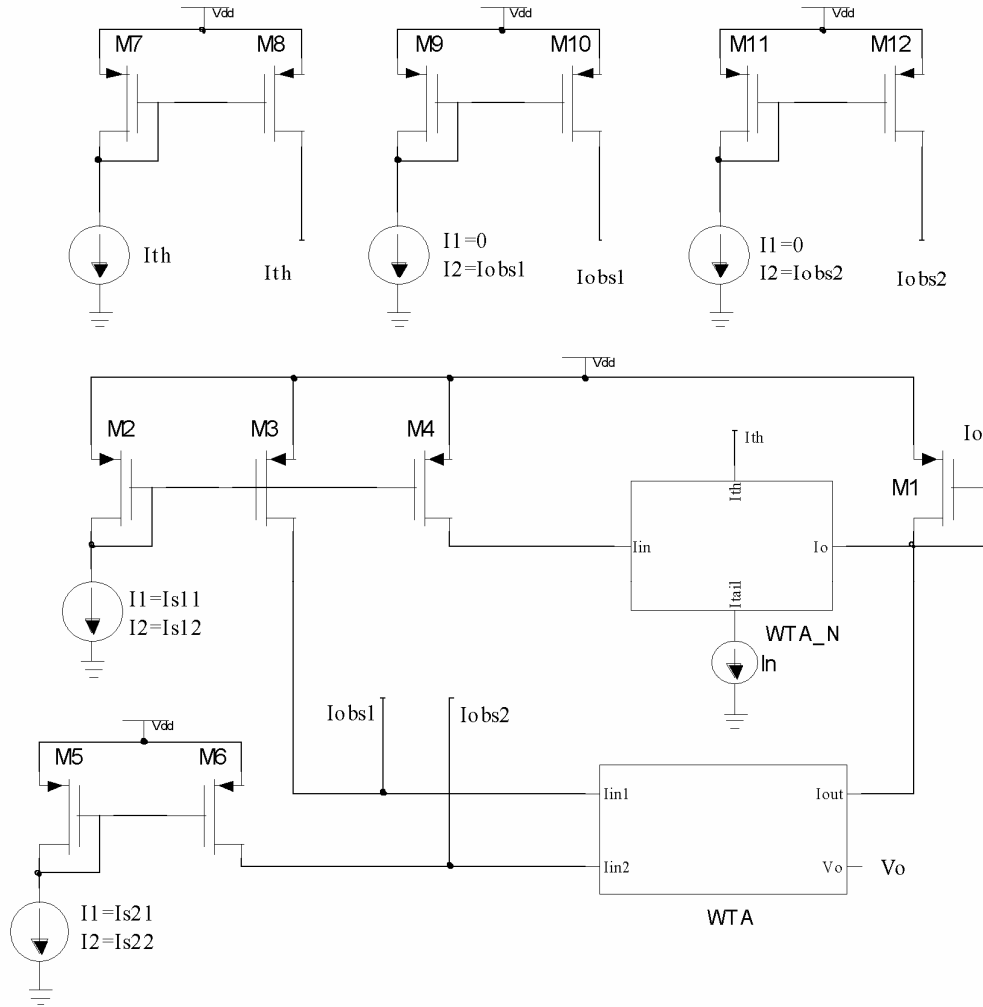 Vdd
Vdd
Vdd
M7
M8
M9
M10
M11
M12
Ith
Ith
I1=0
I2=Iobs1
Iobs1
I1=0
I2=Iobs2
Iobs2
Vdd
M2
M3
M4
Ith
Io
M1
Ith
Iin
Io
Itail
WTA_N
In
I1=Is11
I2=Is12
Iobs1
Iobs2
Vdd
M5
M6
Iin1
Iout
Iin2
Vo
Vo
WTA
I1=Is21
I2=Is22